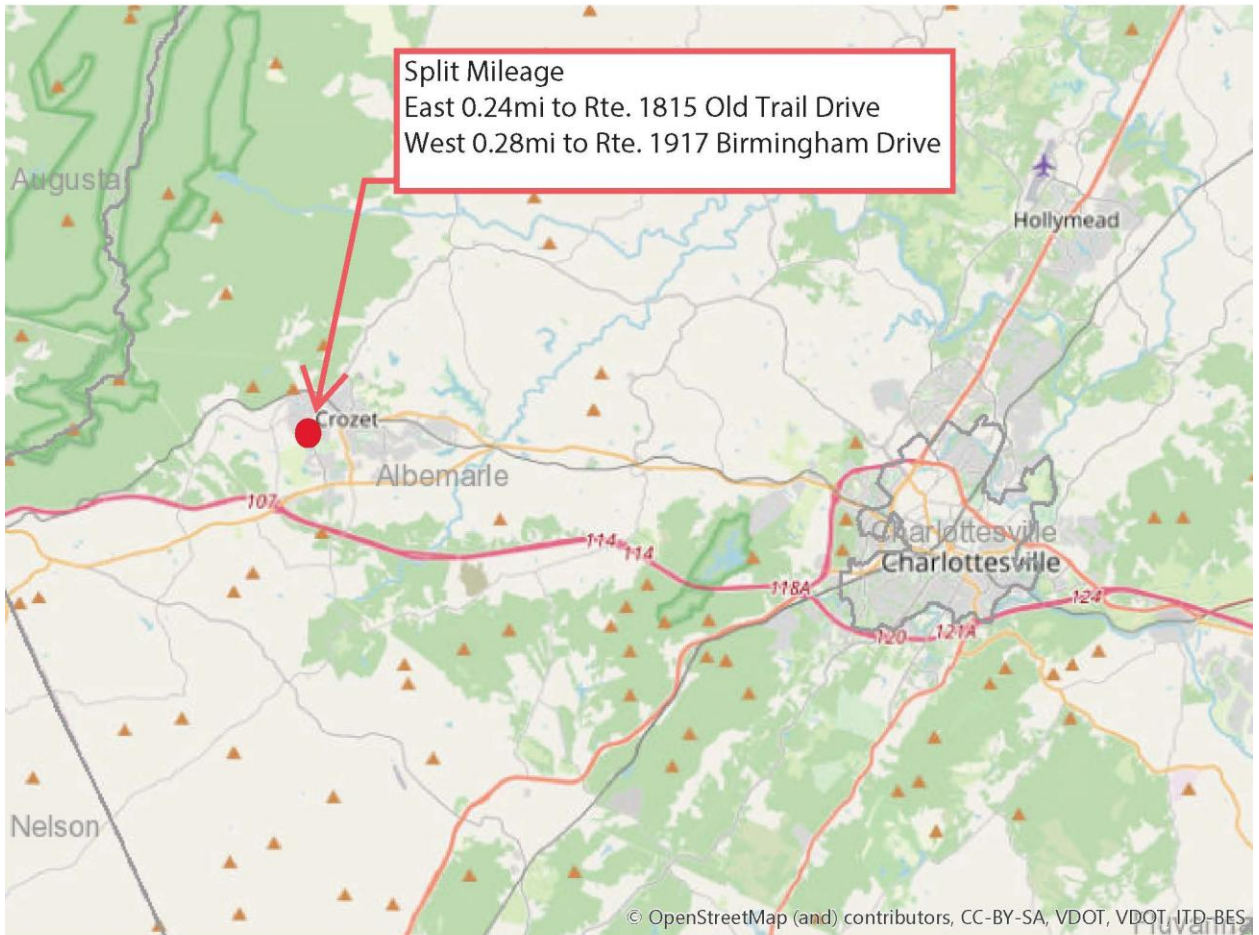 Split Mileage
East 0.24mi to Rte. 1815 Old Trail Drive
West 0.28mi to Rte. 1917 Birmingham Drive
Augusta
Hollymead
Crozet
Albemarle
107
114
114
Charlottesville
Charlottesville
118A
124
120
121A
Nelson
© OpenStreetMap (and) contributors, CC-BY-SA, VDOT, VDOT, ITD-BES
Fluvanna